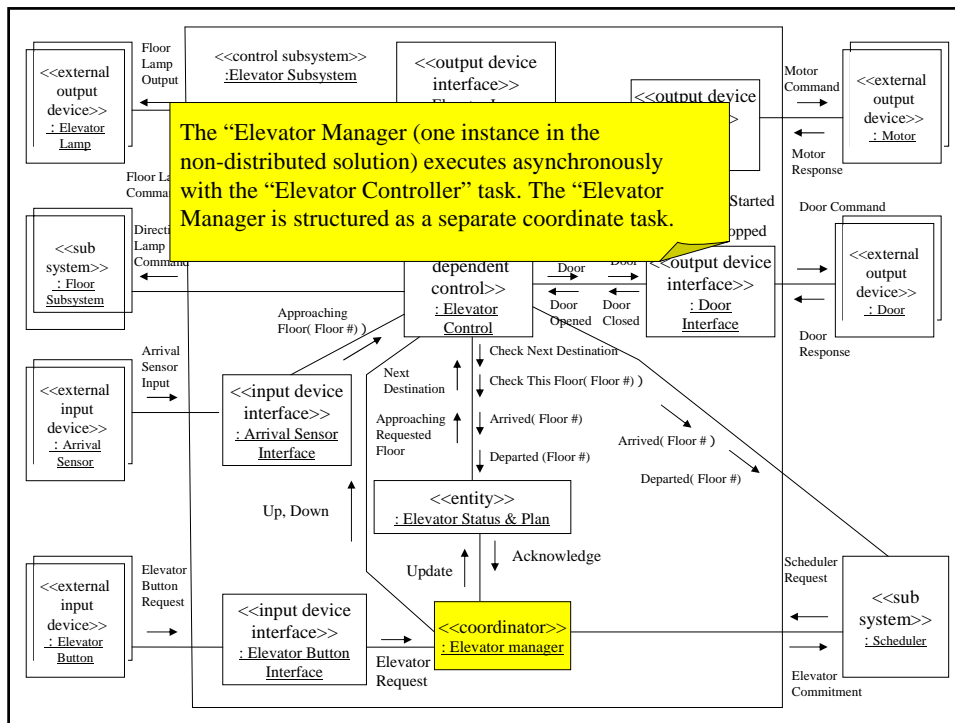 Floor
Lamp
Output
<<control subsystem>>
:Elevator Subsystem
<<external
output
device>>
: Elevator
Lamp
<<output device
interface>>
<<output device
Motor
Command
<<external
output
device>>
: Motor
Motor
Response
The “Elevator Manager (one instance in the
non-distributed solution) executes asynchronously
with the “Elevator Controller” task. The “Elevator
Manager is structured as a separate coordinate task.
Floor
Started
Door Command
<<sub
system>>
: Floor
Subsystem
Lamp
Command
dependent
control>>
: Elevator
Control
Door
Door
Door
Opened
Door
Closed
<<output device
interface>>
: Door
Interface
<<external
output
device>>
: Door
Door
Response
Approaching
Floor( Floor #) )
Arrival
Sensor
Input
<<external
input
device>>
: Arrival
Sensor
<<input device
interface>>
: Arrival Sensor
Interface
Next
Destination
Approaching
Requested
Floor
Check Next Destination
Check This Floor( Floor #) )
Arrived( Floor #)
Departed (Floor #)
Arrived( Floor # )
Departed( Floor #)
Up, Down
<<entity>>
: Elevator Status & Plan
Update
Acknowledge
Elevator
Button
Request
<<external
input
device>>
: Elevator
Button
<<input device
interface>>
: Elevator Button
Interface
Elevator
Request
<<coordinator>>
: Elevator manager
Scheduler
Request
<<sub
system>>
: Scheduler
Elevator
Commitment